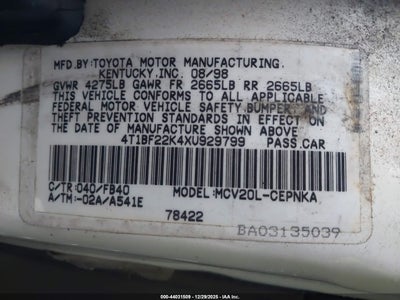 MFD.BY:TOYOTA MOTOR MANUFACTURING.
KENTUCKY.INC. 08/98
GVWR 4275LB GAWR FR 2665LB RR 2665LB
THIS VEHICLE CONFORMS TO ALL APPLICABLE
FEDERAL MOTOR VEHICLE SAFETY,BUMPER,AND
THEFT PREVENTION STANDARDS IN EFFECT ON
THE DATE OF MANUFACTURE SHOWN ABOVE.
4T1BF22K4XU929799 PASS.CAR
C/TR:040/FB40 MODEL:MCV20L-CEPNKA
A/TM:-02A/A541E
78422
BA03135039
000-44031509 - 12/29/2025 - IAA LLC